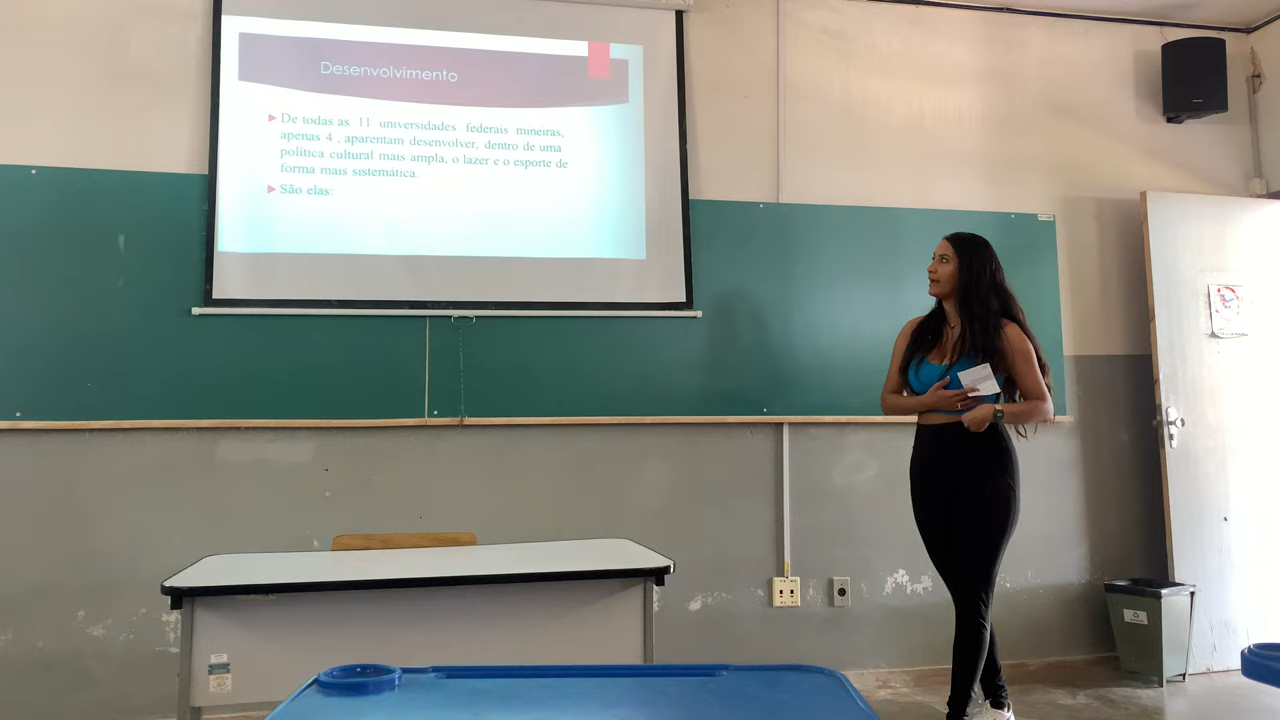 Desenvolvimento
De todas as 11 universidades federais mineiras,
apenas 4 , aparentam desenvolver, dentro de uma
política cultural mais ampla, o lazer e o esporte de
forma mais sistemática.
São elas: